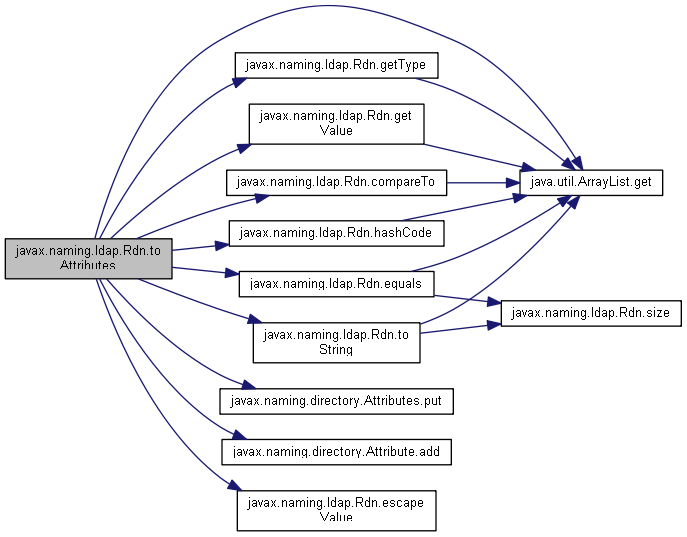 javax.naming.ldap.Rdn.getType
javax.naming.ldap.Rdn.get
Value
javax.naming.ldap.Rdn.compareTo
java.util.ArrayList.get
javax.naming.ldap.Rdn.hashCode
javax.naming.ldap.Rdn.to
Attributes
javax.naming.ldap.Rdn.equals
javax.naming.ldap.Rdn.size
javax.naming.ldap.Rdn.to
String
javax.naming.directory.Attributes.put
javax.naming.directory.Attribute.add
javax.naming.ldap.Rdn.escape
Value